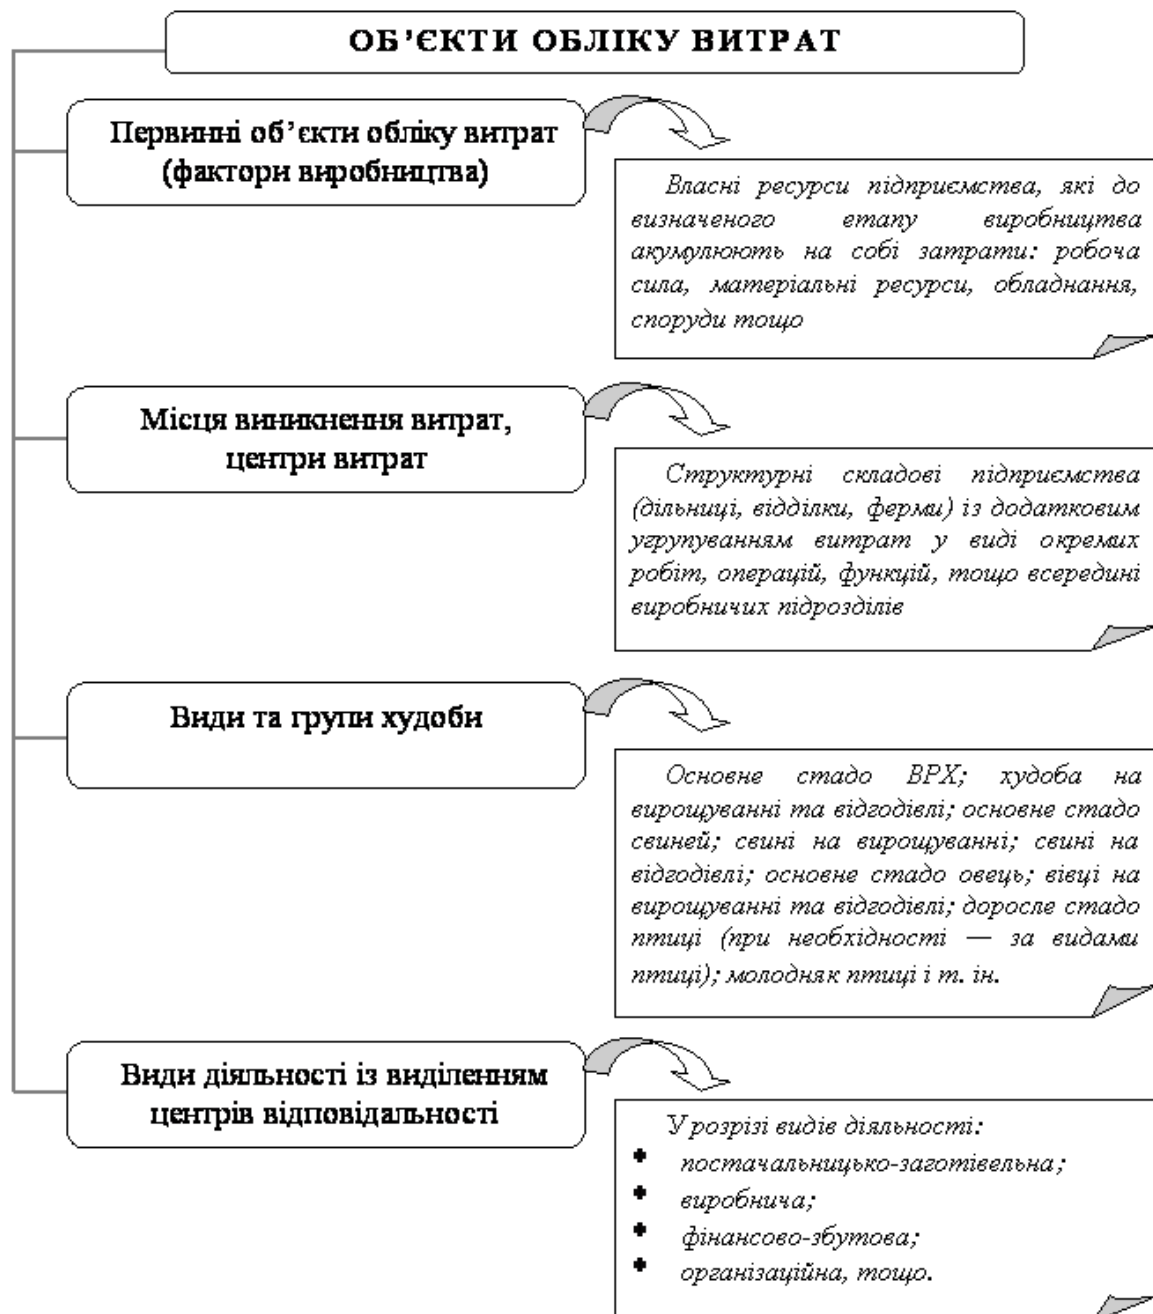 ОБ’ЄКТИ ОБЛІКУ ВИТРАТ
Первинні об’єкти обліку витрат
(фактори виробництва)
Власні ресурси підприємства, які до
визначеного етапу виробництва
акумулюють на собі затрати: робоча
сила, матеріальні ресурси, обладнання,
споруди тощо
Місця виникнення витрат,
центри витрат
Структурні складові підприємства
(дільниці, відділки, ферми) із додатковим
угрупуванням витрат у виді окремих
робіт, операцій, функцій, тощо всередині
виробничих підрозділів
Види та групи худоби
Основне стадо ВРХ; худоба на
вирощуванні та відгодівлі; основне стадо
свиней; свині на вирощуванні; свині на
відгодівлі; основне стадо овець; вівці на
вирощуванні та відгодівлі; доросле стадо
птиці (при необхідності — за видами
птиці); молодняк птиці і т. ін.
Види діяльності із виділенням
центрів відповідальності
У розрізі видів діяльності:
постачальницько-заготівельна;
виробнича;
фінансово-збутова;
організаційна, тощо.